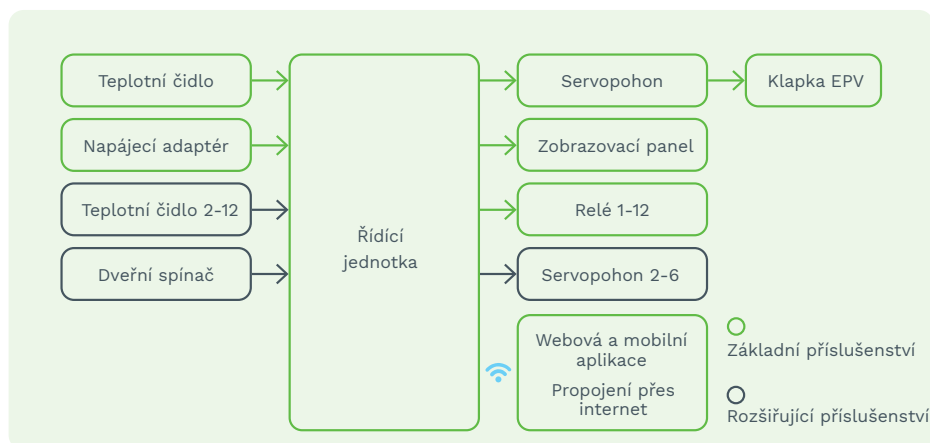 Teplotní čidlo
Napájecí adaptér
Teplotní čidlo 2-12
Dveřní spínač
Řídící
jednotka
Servopohon
Klapka EPV
Zobrazovací panel
Relé 1-12
Servopohon 2-6
Webová a mobilní
aplikace
Propojení přes
internet
Základní příslušenství
Rozšiřující příslušenství